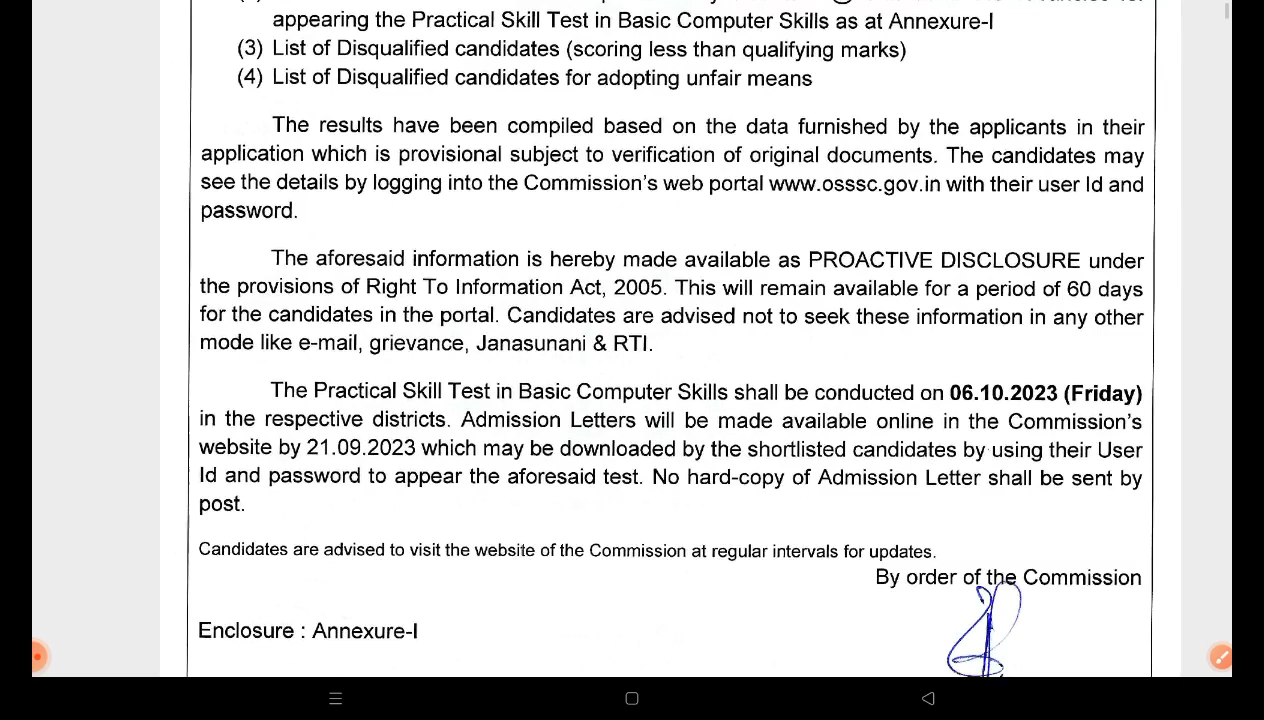 appearing the Practical Skill Test in Basic Computer Skills as at Annexure-I
(3) List of Disqualified candidates (scoring less than qualifying marks)
(4) List of Disqualified candidates for adopting unfair means
The results have been compiled based on the data furnished by the applicants in their
application which is provisional subject to verification of original documents. The candidates may
see the details by logging into the Commission's web portal www.osssc.gov.in with their user Id and
password.
The aforesaid information is hereby made available as PROACTIVE DISCLOSURE under
the provisions of Right To Information Act, 2005. This will remain available for a period of 60 days
for the candidates in the portal. Candidates are advised not to seek these information in any other
mode like e-mail, grievance, Janasunani & RTI.
The Practical Skill Test in Basic Computer Skills shall be conducted on 06.10.2023 (Friday)
in the respective districts. Admission Letters will be made available online in the Commission's
website by 21.09.2023 which may be downloaded by the shortlisted candidates by using their User
Id and password to appear the aforesaid test. No hard-copy of Admission Letter shall be sent by
post.
Candidates are advised to visit the website of the Commission at regular intervals for updates.
By order of the Commission
Enclosure : Annexure-I